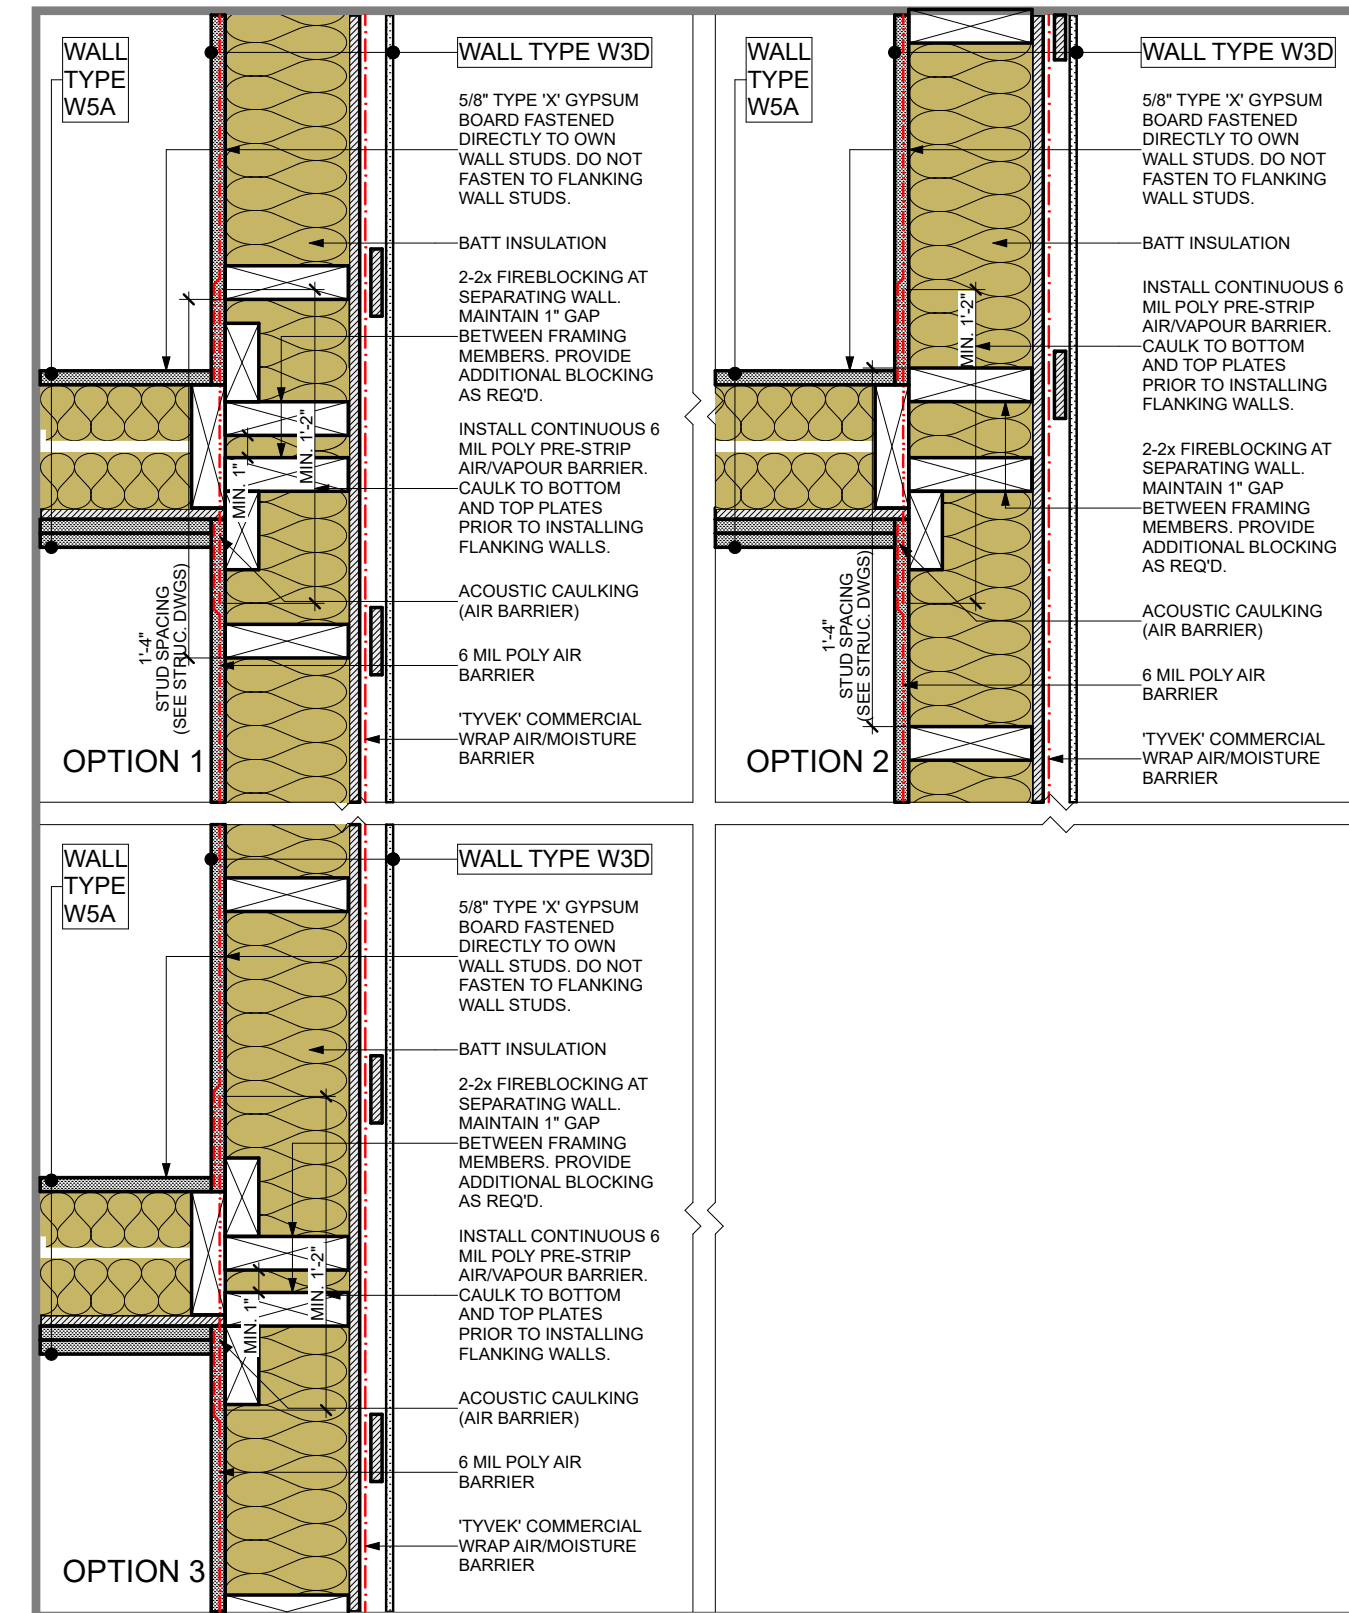 WALL
TYPE
W5A
WALL TYPE W3D
5/8" TYPE 'X' GYPSUM
BOARD FASTENED
DIRECTLY TO OWN
WALL STUDS. DO NOT
FASTEN TO FLANKING
WALL STUDS.
BATT INSULATION
2-2x FIREBLOCKING AT
SEPARATING WALL.
MAINTAIN 1" GAP
BETWEEN FRAMING
MEMBERS. PROVIDE
ADDITIONAL BLOCKING
AS REQ'D.
INSTALL CONTINUOUS 6
MIL POLY PRE-STRIP
AIR/VAPOUR BARRIER.
CAULK TO BOTTOM
AND TOP PLATES
PRIOR TO INSTALLING
FLANKING WALLS.
ACOUSTIC CAULKING
(AIR BARRIER)
6 MIL POLY AIR
BARRIER
'TYVEK' COMMERCIAL
WRAP AIR/MOISTURE
BARRIER
MIN. 1"
MIN. 1'-2"
1'-4"
STUD SPACING
(SEE STRUC. DWGS)
OPTION 1
WALL
TYPE
W5A
WALL TYPE W3D
5/8" TYPE 'X' GYPSUM
BOARD FASTENED
DIRECTLY TO OWN
WALL STUDS. DO NOT
FASTEN TO FLANKING
WALL STUDS.
BATT INSULATION
INSTALL CONTINUOUS 6
MIL POLY PRE-STRIP
AIR/VAPOUR BARRIER.
CAULK TO BOTTOM
AND TOP PLATES
PRIOR TO INSTALLING
FLANKING WALLS.
2-2x FIREBLOCKING AT
SEPARATING WALL.
MAINTAIN 1" GAP
BETWEEN FRAMING
MEMBERS. PROVIDE
ADDITIONAL BLOCKING
AS REQ'D.
ACOUSTIC CAULKING
(AIR BARRIER)
6 MIL POLY AIR
BARRIER
'TYVEK' COMMERCIAL
WRAP AIR/MOISTURE
BARRIER
MIN. 1'-2"
1'-4"
STUD SPACING
(SEE STRUC. DWGS)
OPTION 2
WALL
TYPE
W5A
WALL TYPE W3D
5/8" TYPE 'X' GYPSUM
BOARD FASTENED
DIRECTLY TO OWN
WALL STUDS. DO NOT
FASTEN TO FLANKING
WALL STUDS.
BATT INSULATION
2-2x FIREBLOCKING AT
SEPARATING WALL.
MAINTAIN 1" GAP
BETWEEN FRAMING
MEMBERS. PROVIDE
ADDITIONAL BLOCKING
AS REQ'D.
INSTALL CONTINUOUS 6
MIL POLY PRE-STRIP
AIR/VAPOUR BARRIER.
CAULK TO BOTTOM
AND TOP PLATES
PRIOR TO INSTALLING
FLANKING WALLS.
ACOUSTIC CAULKING
(AIR BARRIER)
6 MIL POLY AIR
BARRIER
'TYVEK' COMMERCIAL
WRAP AIR/MOISTURE
BARRIER
MIN. 1"
MIN. 1'-2"
OPTION 3